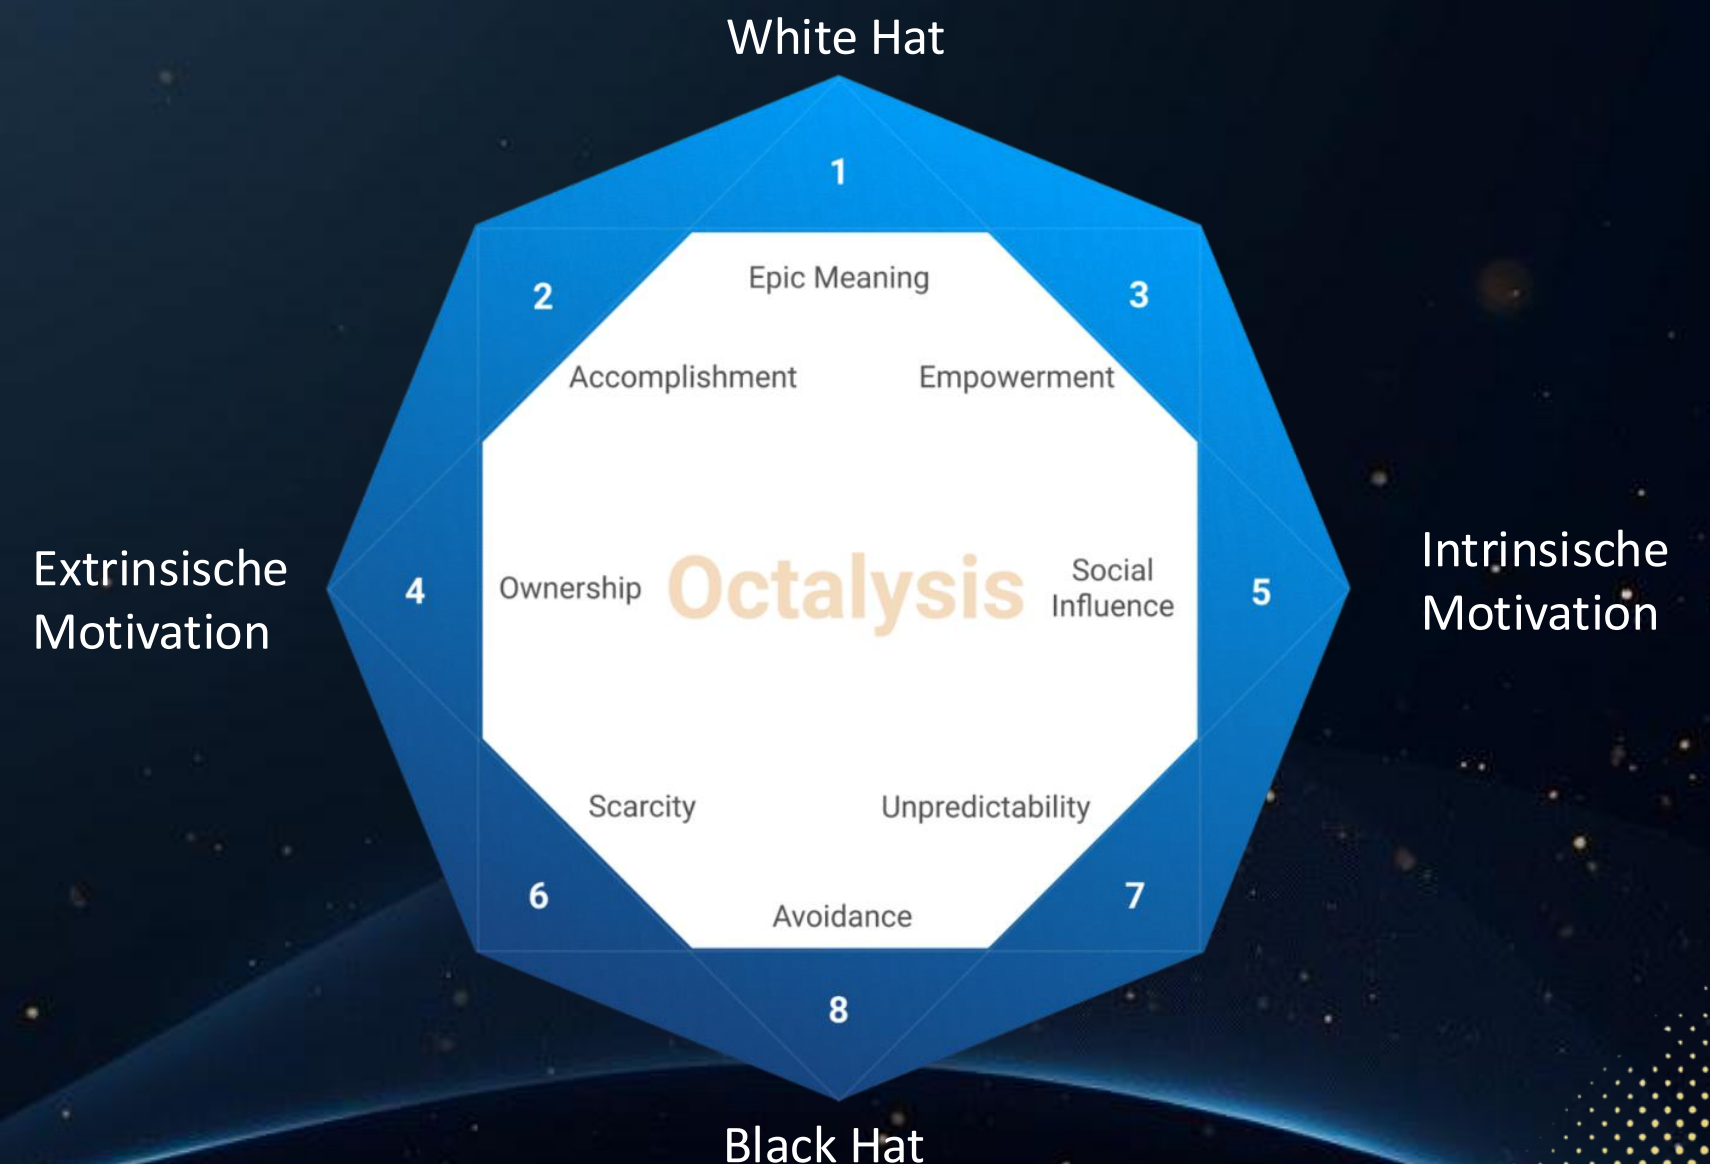 White Hat
1
Epic Meaning
2
3
Accomplishment
Empowerment
Extrinsische
Motivation
4
Ownership
Octalysis
Social
Influence
5
Intrinsische
Motivation
Scarcity
Unpredictability
6
7
Avoidance
8
Black Hat